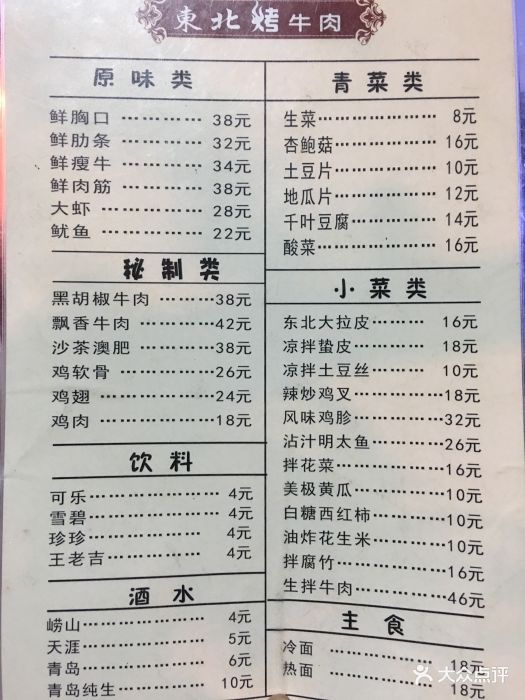 東北烤牛肉
原味类
鲜胸口 ………… 38元
鲜肋条 ………… 32元
鲜瘦牛 ………… 34元
鲜肉筋 ………… 38元
大虾 ………… 28元
鱿鱼 ………… 22元
秘制类
黑胡椒牛肉 ………38元
飘香牛肉 ………42元
沙茶澳肥 ………38元
鸡软骨 …………26元
鸡翅 …………24元
鸡肉 …………18元
饮料
可乐 ………… 4元
雪碧 ………… 4元
珍珍 ………… 4元
王老吉 ………… 4元
酒水
崂山 ………… 4元
天涯 ………… 5元
青岛 ………… 6元
青岛纯生 ………… 10元
青菜类
生菜 ………… 8元
杏鲍菇 ………… 16元
土豆片 ………… 10元
地瓜片 ………… 12元
千叶豆腐 ………… 14元
酸菜 ………… 16元
小菜类
东北大拉皮 ……… 16元
凉拌蛰皮 ……… 18元
凉拌土豆丝 ……… 10元
辣炒鸡叉 ………18元
风味鸡胗 ………32元
沾汁明太鱼 ………26元
拌花菜 ………16元
美极黄瓜 ………10元
白糖西红柿 ………10元
油炸花生米 ………10元
拌腐竹 ………16元
生拌牛肉 ………46元
主食
冷面 ………… 18元
热面 ………… 18元
大众点评